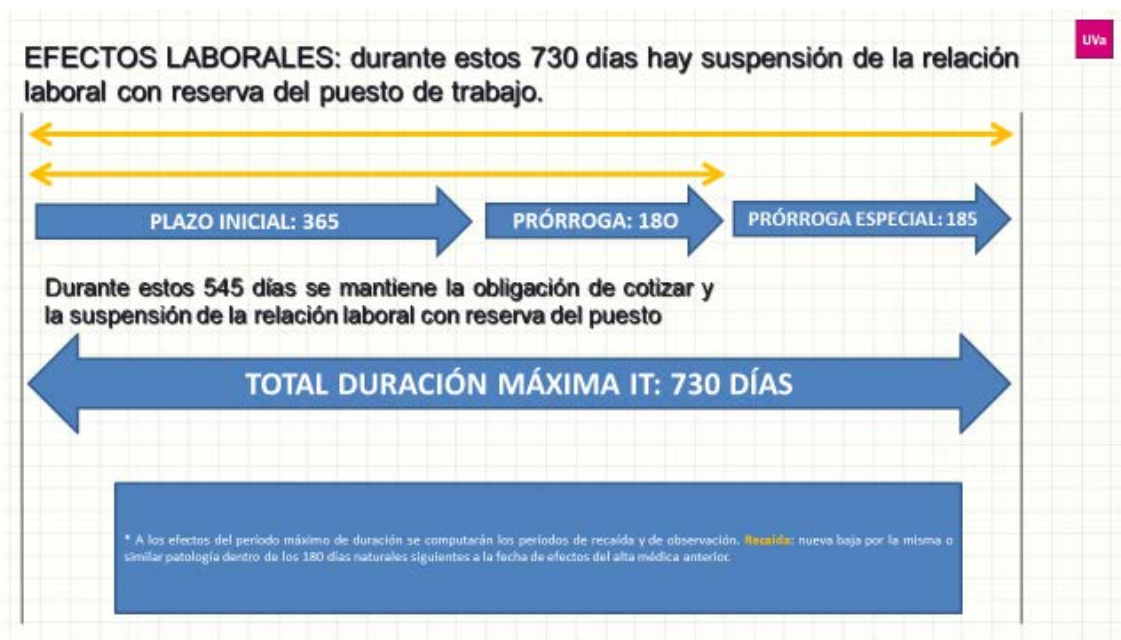 UVa
EFECTOS LABORALES: durante estos 730 días hay suspensión de la relación
laboral con reserva del puesto de trabajo.
PLAZO INICIAL: 365
PRÓRROGA: 18O
PRÓRROGA ESPECIAL: 185
Durante estos 545 días se mantiene la obligación de cotizar y
la suspensión de la relación laboral con reserva del puesto
TOTAL DURACIÓN MÁXIMA IT: 730 DÍAS
* A los efectos del período máximo de duración se computarán los períodos de recaída y de observación. Recaída: nueva baja por la misma o
similar patología dentro de los 180 días naturales siguientes a la fecha de efectos del alta médica anterior.